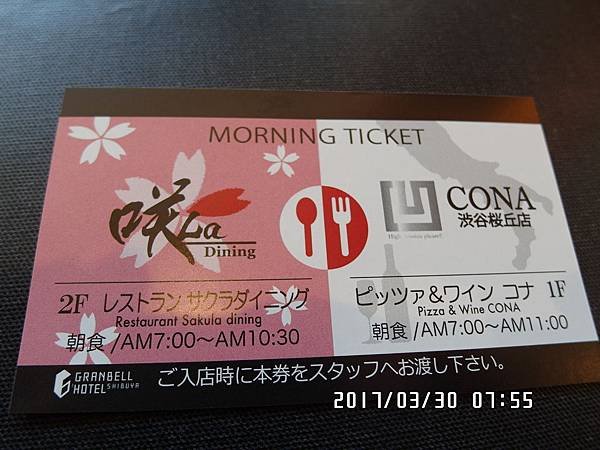 MORNING TICKET
咲La
Dining
CONA
渋谷桜丘店
2F レストラン サクラダイニング
Restaurant Sakula dining
朝食/AM7:00〜AM10:30
ピッツァ&ワイン コナ 1F
Pizza & Wine CONA
朝食/AM7:00〜AM11:00
GRANBELL
HOTEL
SHIBUYA
ご入店時に本券をスタッフへお渡し下さい。
2017/03/30 07:55